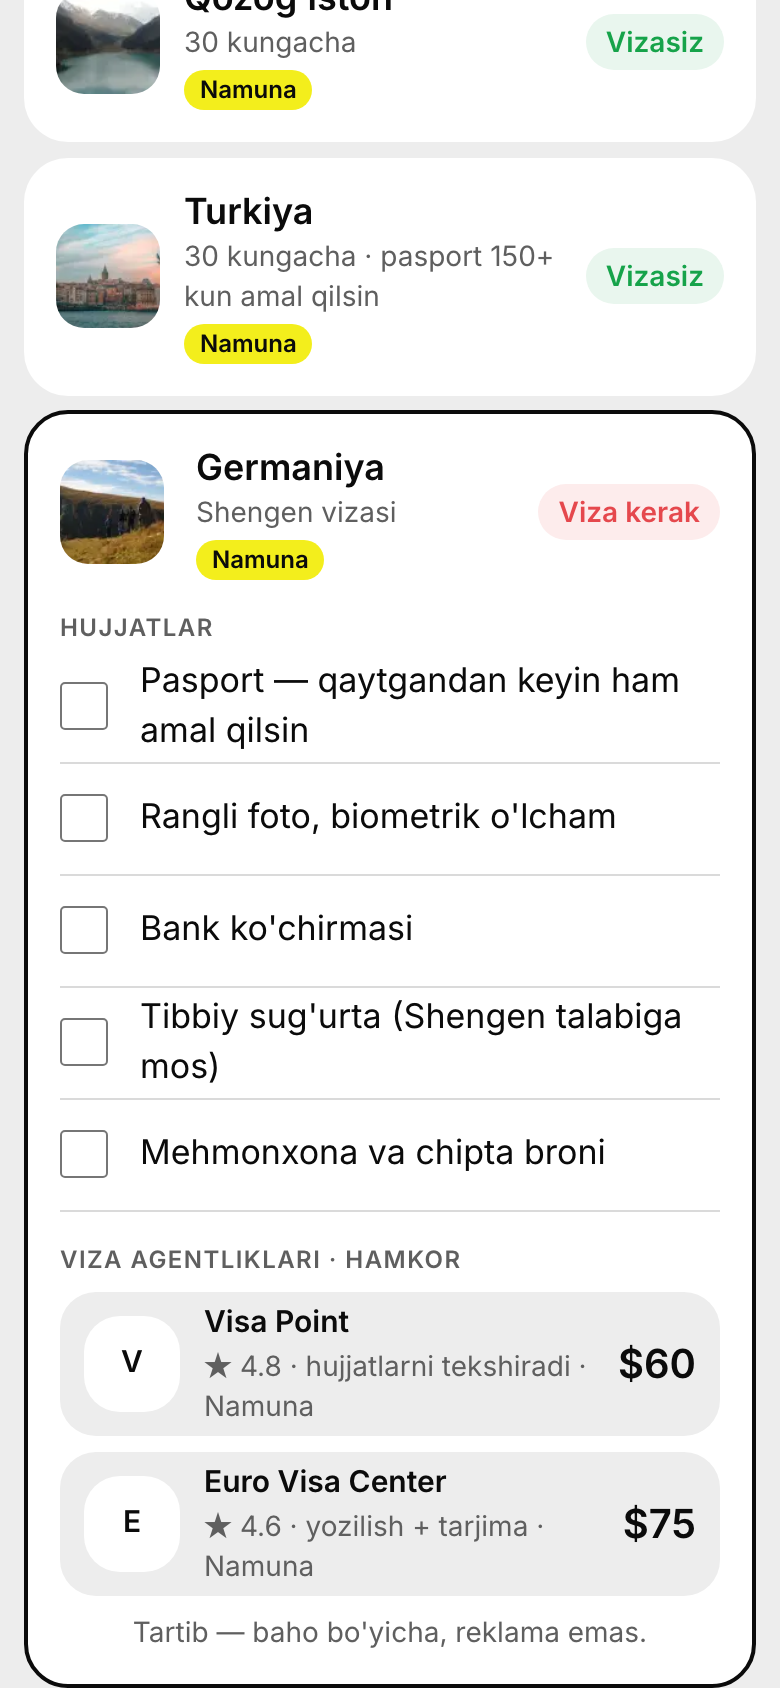 Qozog'iston
30 kungacha
Vizasiz
Namuna
Turkiya
30 kungacha · pasport 150+
kun amal qilsin
Vizasiz
Namuna
Germaniya
Shengen vizasi
Viza kerak
Namuna
HUJJATLAR
Pasport — qaytgandan keyin ham
amal qilsin
Rangli foto, biometrik o'lcham
Bank ko'chirmasi
Tibbiy sug'urta (Shengen talabiga
mos)
Mehmonxona va chipta broni
VIZA AGENTLIKLARI · HAMKOR
V
Visa Point
★ 4.8 · hujjatlarni tekshiradi ·
Namuna
$60
E
Euro Visa Center
★ 4.6 · yozilish + tarjima ·
Namuna
$75
Tartib — baho bo'yicha, reklama emas.